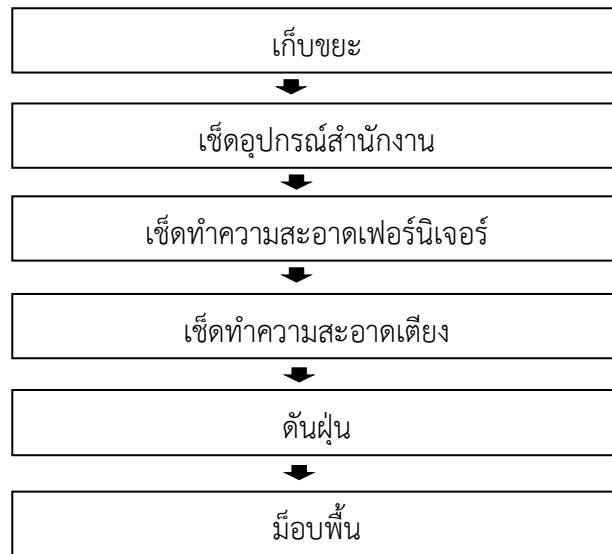 เก็บขยะ
เช็ดอุปกรณ์สำนักงาน
เช็ดทำความสะอาดเฟอร์นิเจอร์
เช็ดทำความสะอาดเตียง
ดันฝุ่น
ม็อบพื้น